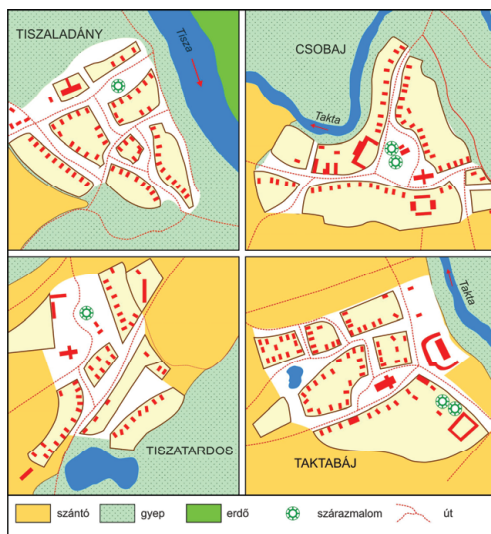 TISZALADÁNY
Tisza
CSOBAJ
Takta
TISZATARDOS
Takta
TAKTABÁJ
szántó
gyep
erdő
szárazmalom
út